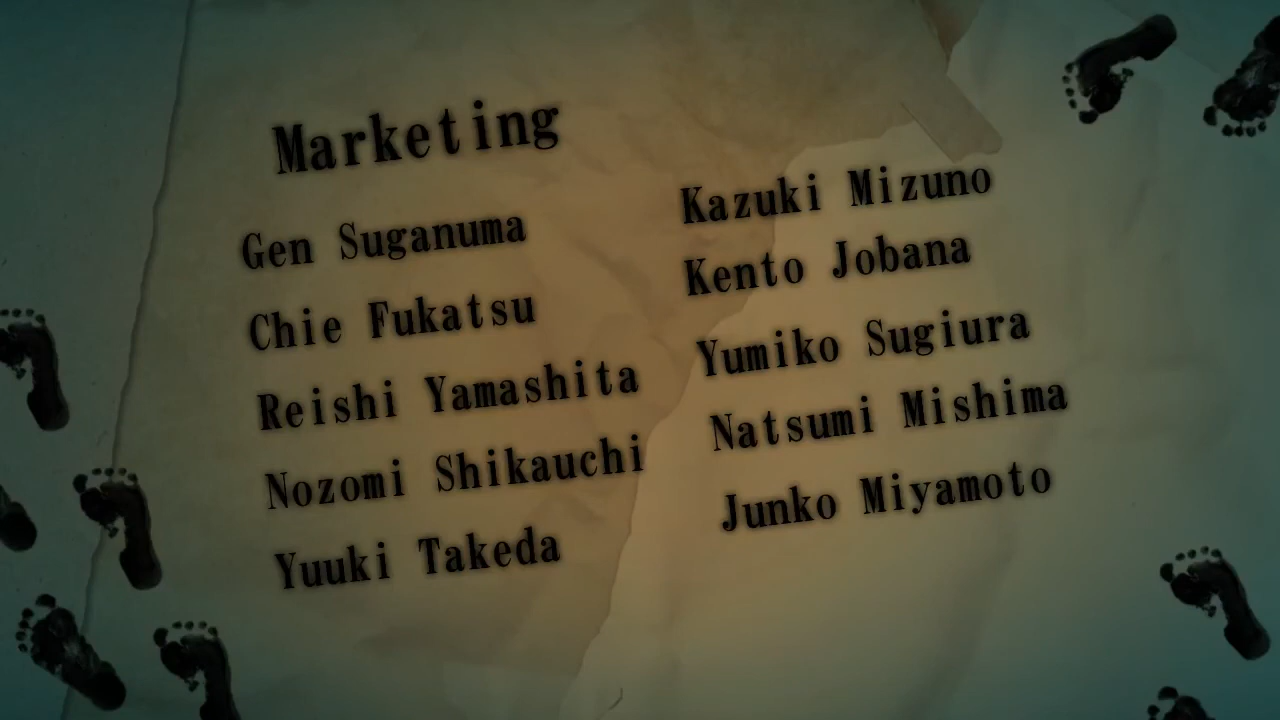 Marketing
Gen Suganuma
Chie Fukatsu
Reishi Yamashita
Nozomi Shikauchi
Yuuki Takeda
Kazuki Mizuno
Kento Jobana
Yumiko Sugiura
Natsumi Mishima
Junko Miyamoto